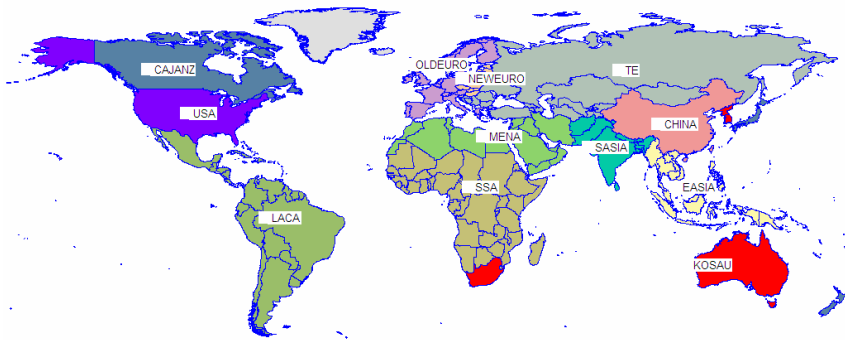 OLDEURO
CAJANZ
NEWEURO
TE
USA
CHINA
MENA
SASIA
SSA
EASIA
LACA
KOSAU